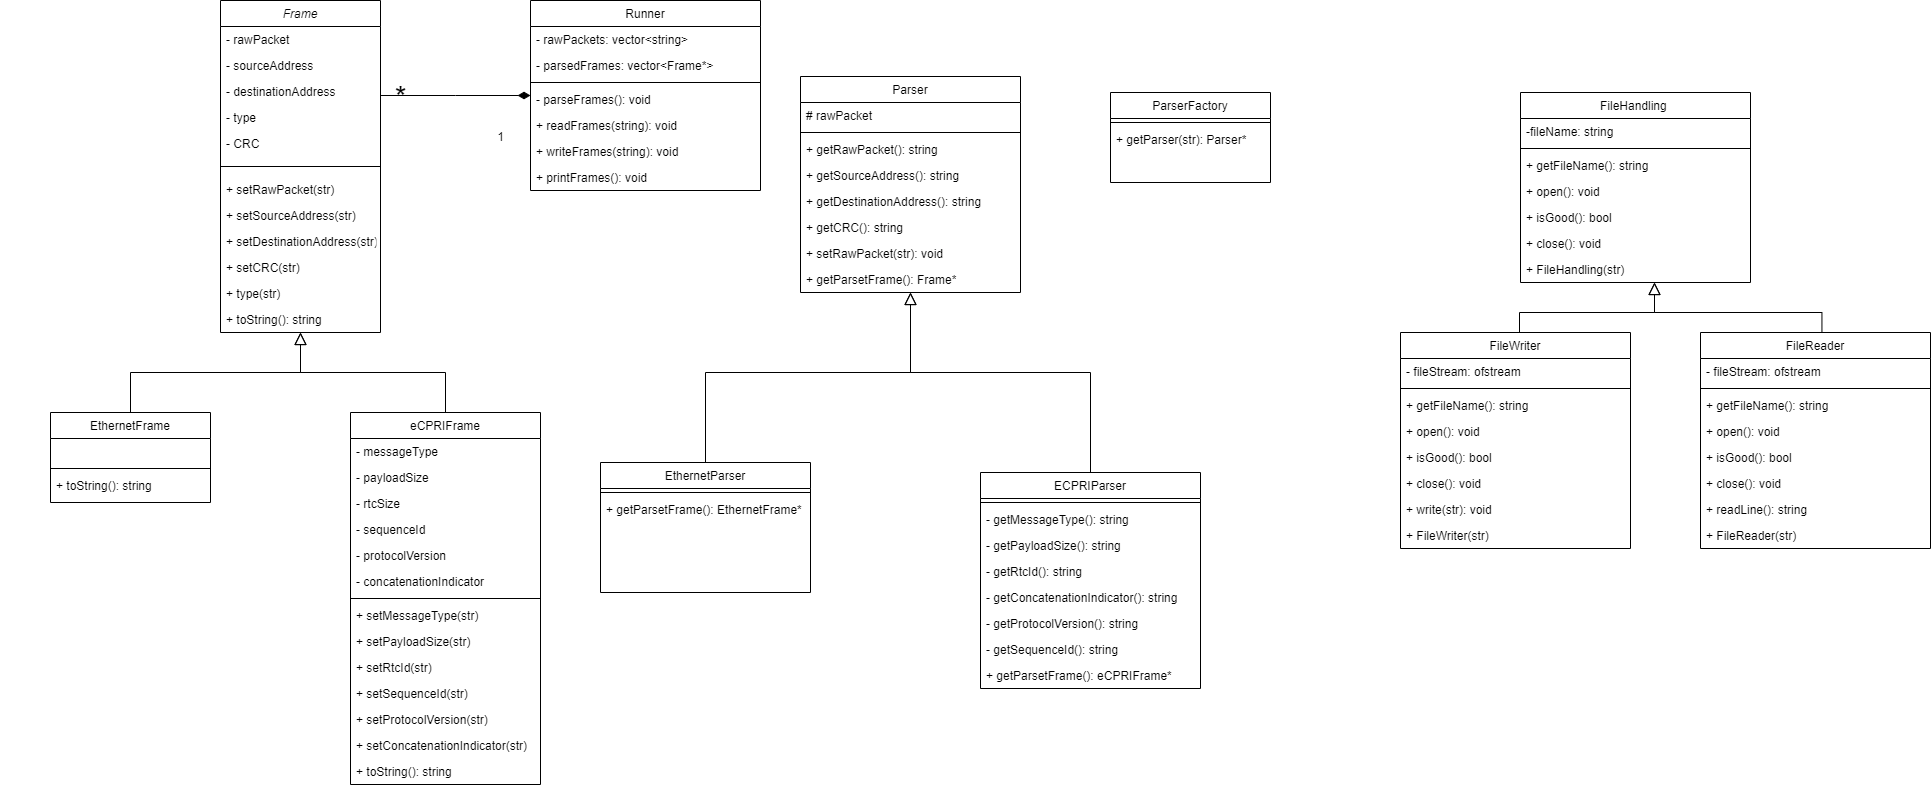 Frame
- rawPacket
- sourceAddress
- destinationAddress
- type
- CRC
+ setRawPacket(str)
+ setSourceAddress(str)
+ setDestinationAddress(str)
+ setCRC(str)
+ type(str)
+ toString(): string
*
1
Runner
- rawPackets: vector<string>
- parsedFrames: vector<Frame*>
- parseFrames(): void
+ readFrames(string): void
+ writeFrames(string): void
+ printFrames(): void
Parser
# rawPacket
+ getRawPacket(): string
+ getSourceAddress(): string
+ getDestinationAddress(): string
+ getCRC(): string
+ setRawPacket(str): void
+ getParsetFrame(): Frame*
ParserFactory
+ getParser(str): Parser*
FileHandling
-fileName: string
+ getFileName(): string
+ open(): void
+ isGood(): bool
+ close(): void
+ FileHandling(str)
EthernetFrame
+ toString(): string
eCPRIFrame
- messageType
- payloadSize
- rtcSize
- sequenceId
- protocolVersion
- concatenationIndicator
+ setMessageType(str)
+ setPayloadSize(str)
+ setRtcId(str)
+ setSequenceId(str)
+ setProtocolVersion(str)
+ setConcatenationIndicator(str)
+ toString(): string
EthernetParser
+ getParsetFrame(): EthernetFrame*
ECPRIParser
- getMessageType(): string
- getPayloadSize(): string
- getRtcId(): string
- getConcatenationIndicator(): string
- getProtocolVersion(): string
- getSequenceId(): string
+ getParsetFrame(): eCPRIFrame*
FileWriter
- fileStream: ofstream
+ getFileName(): string
+ open(): void
+ isGood(): bool
+ close(): void
+ write(str): void
+ FileWriter(str)
FileReader
- fileStream: ofstream
+ getFileName(): string
+ open(): void
+ isGood(): bool
+ close(): void
+ readLine(): string
+ FileReader(str)